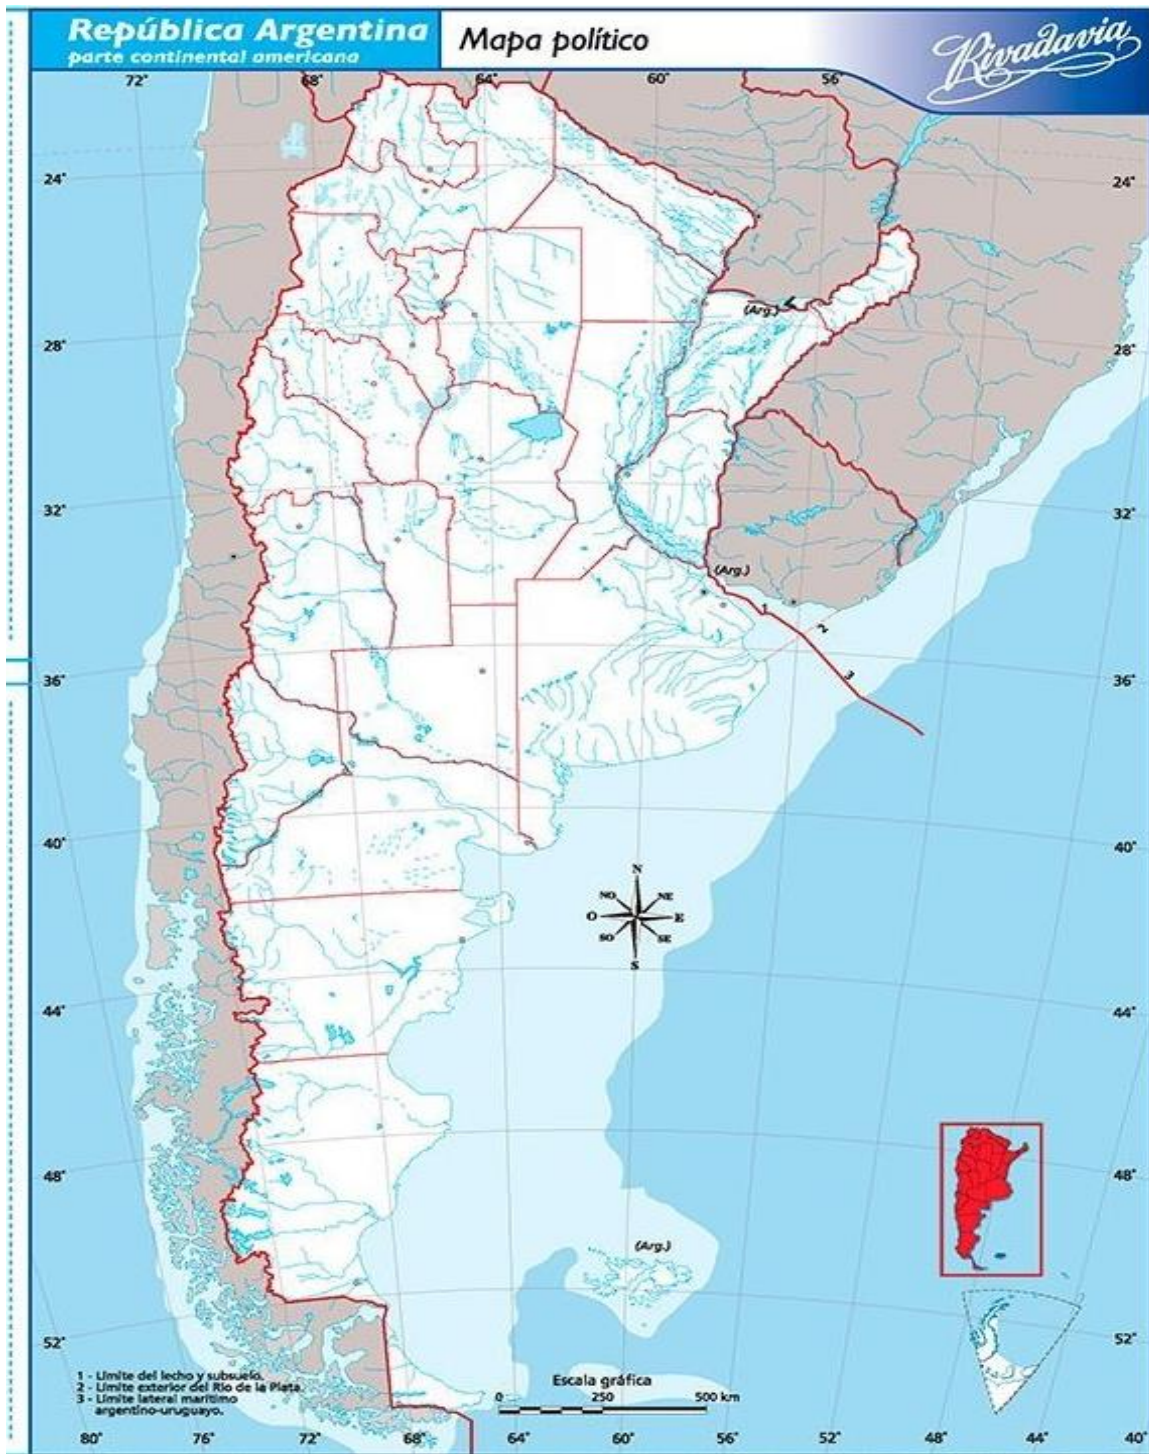 República Argentina
parte continental americana
Mapa político
Rivadavia
72°
68°
64°
60°
56°
24°
24°
(Arg.)
28°
28°
32°
32°
(Arg.)
1
2
3
36°
36°
40°
40°
N
NO
NE
O
E
SO
SE
S
44°
44°
48°
48°
(Arg.)
52°
52°
1 - Límite del lecho y subsuelo.
2 - Límite exterior del Río de la Plata.
3 - Límite lateral marítimo
argentino-uruguayo.
Escala gráfica
0
250
500 km
80°
76°
72°
68°
64°
60°
56°
52°
48°
44°
40°